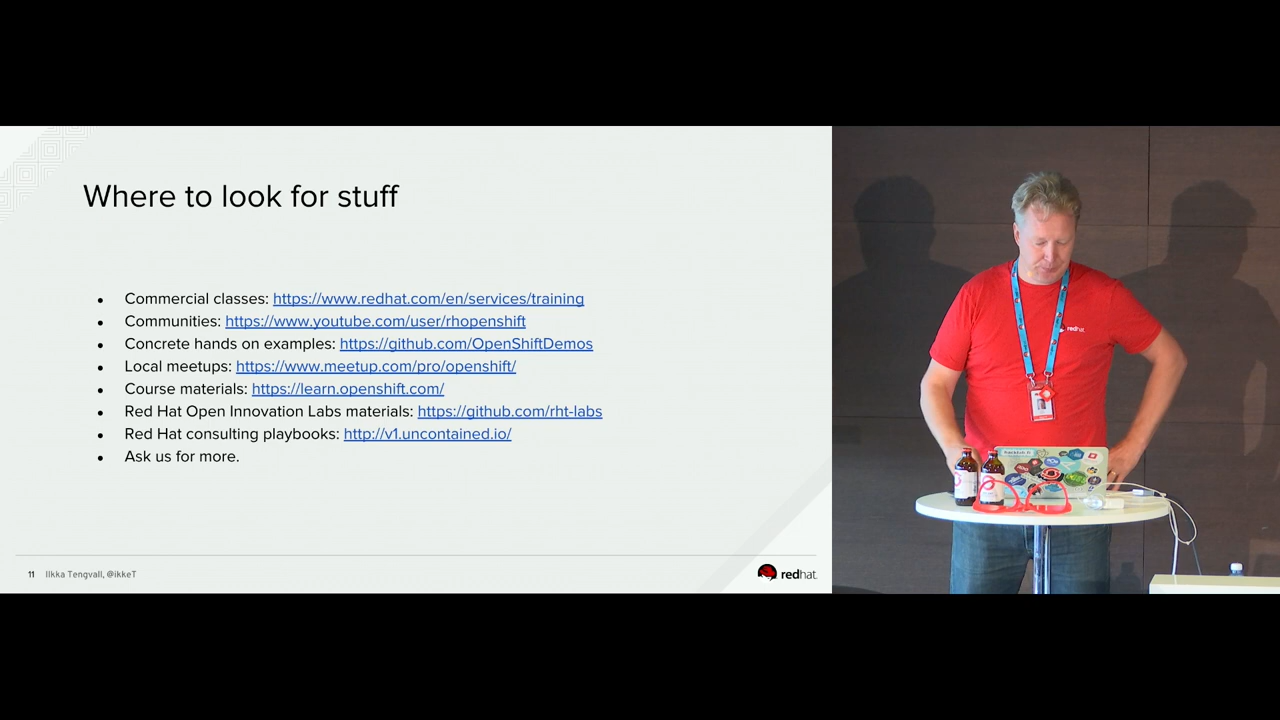 Where to look for stuff
● Commercial classes: https://www.redhat.com/en/services/training
● Communities: https://www.youtube.com/user/rhopenshift
● Concrete hands on examples: https://github.com/OpenShiftDemos
● Local meetups: https://www.meetup.com/pro/openshift/
● Course materials: https://learn.openshift.com/
● Red Hat Open Innovation Labs materials: https://github.com/rht-labs
● Red Hat consulting playbooks: http://v1.uncontained.io/
● Ask us for more.
11 Ilkka Tengvall, @ikkeT
redhat.
redhat.